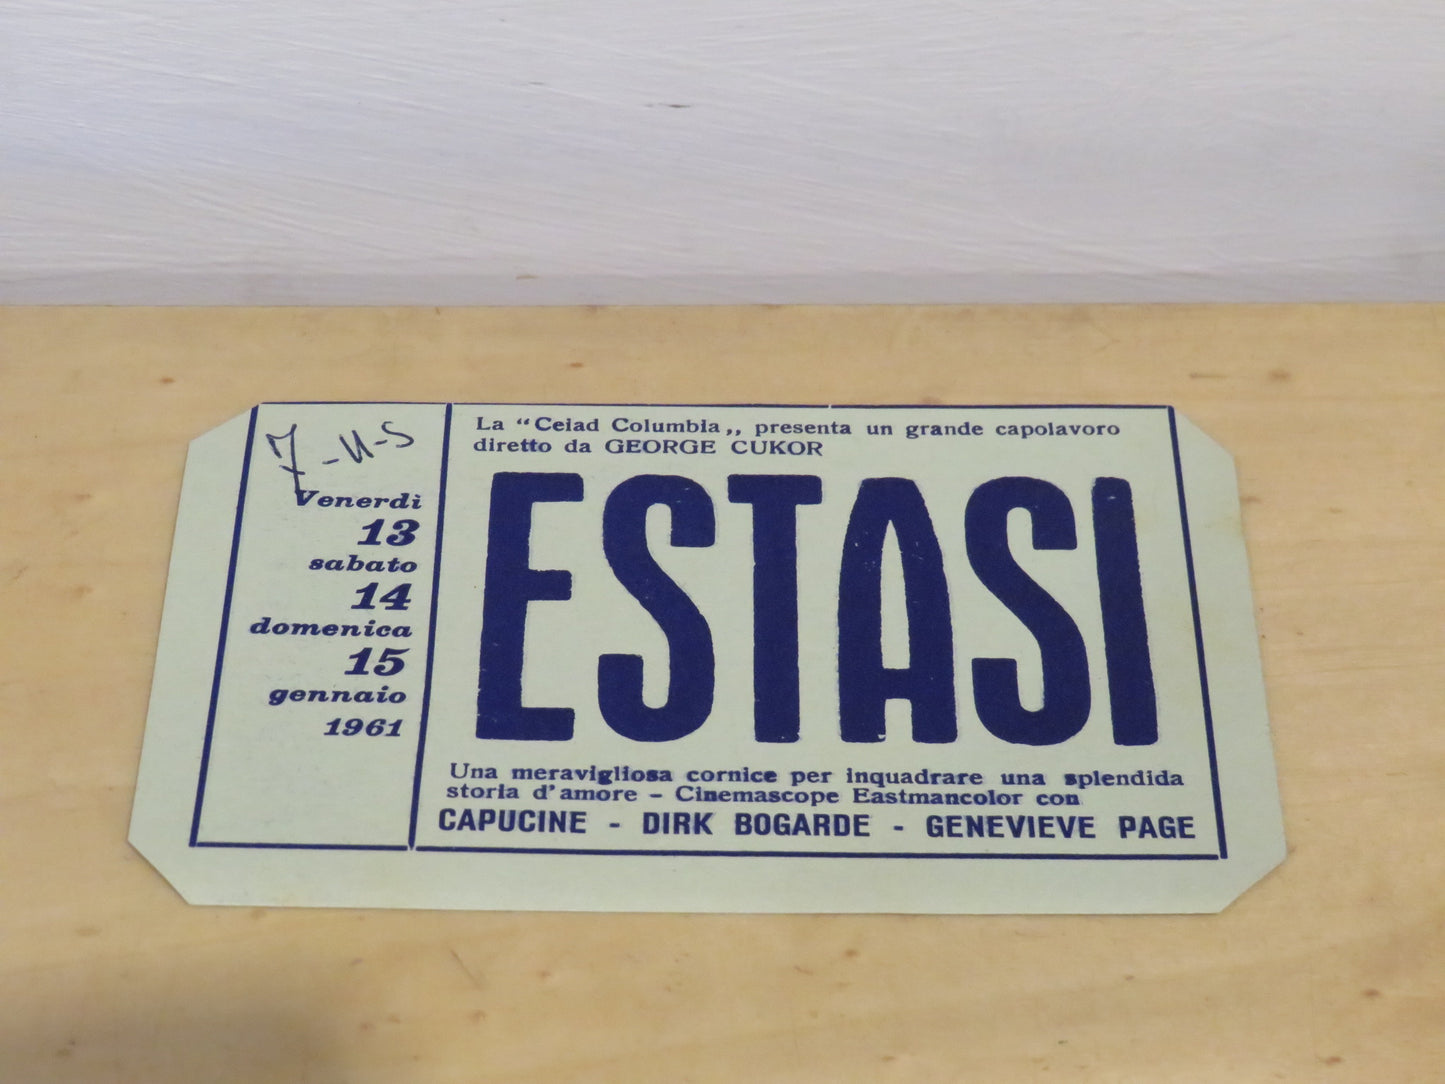 7-U-S
Venerdì
13
sabato
14
domenica
15
gennaio
1961
La "Ceiad Columbia,, presenta un grande capolavoro
diretto da GEORGE CUKOR
ESTASI
Una meravigliosa cornice per inquadrare una splendida
storia d'amore - Cinemascope Eastmancolor con
CAPUCINE - DIRK BOGARDE - GENEVIEVE PAGE